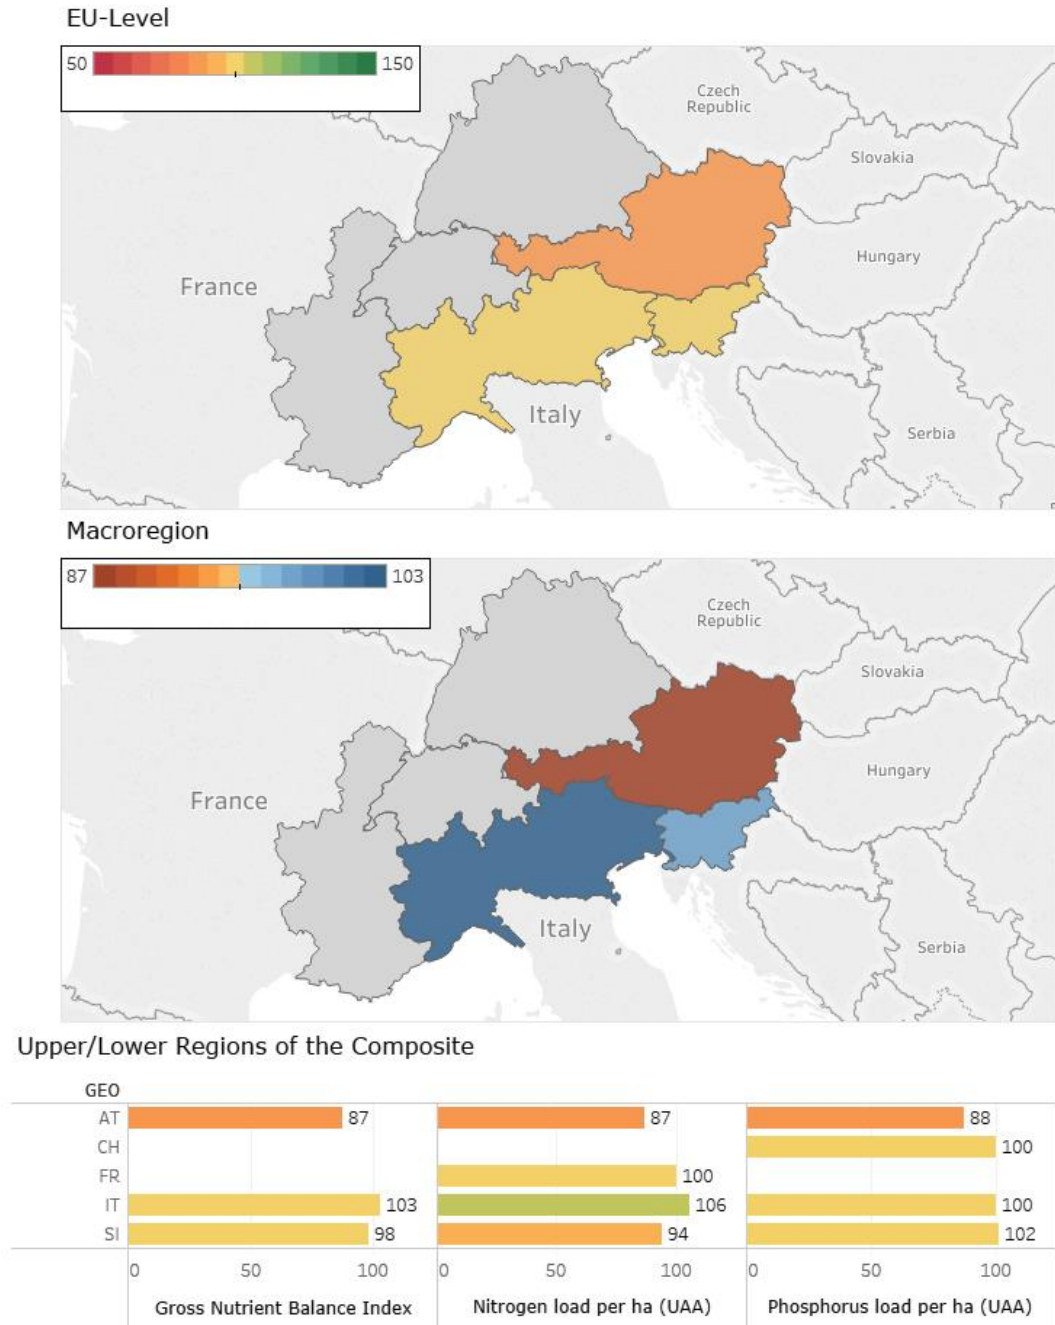 EU-Level
50 150
Czech
Republic
Slovakia
Hungary
France
Italy
Serbia
Macroregion
87 103
Czech
Republic
Slovakia
Hungary
France
Italy
Serbia
Upper/Lower Regions of the Composite
GEO
AT 87 87 88
CH 100
FR 100
IT 103 106 100
SI 98 94 102
0 50 100 0 50 100 0 50 100
Gross Nutrient Balance Index Nitrogen load per ha (UAA) Phosphorus load per ha (UAA)